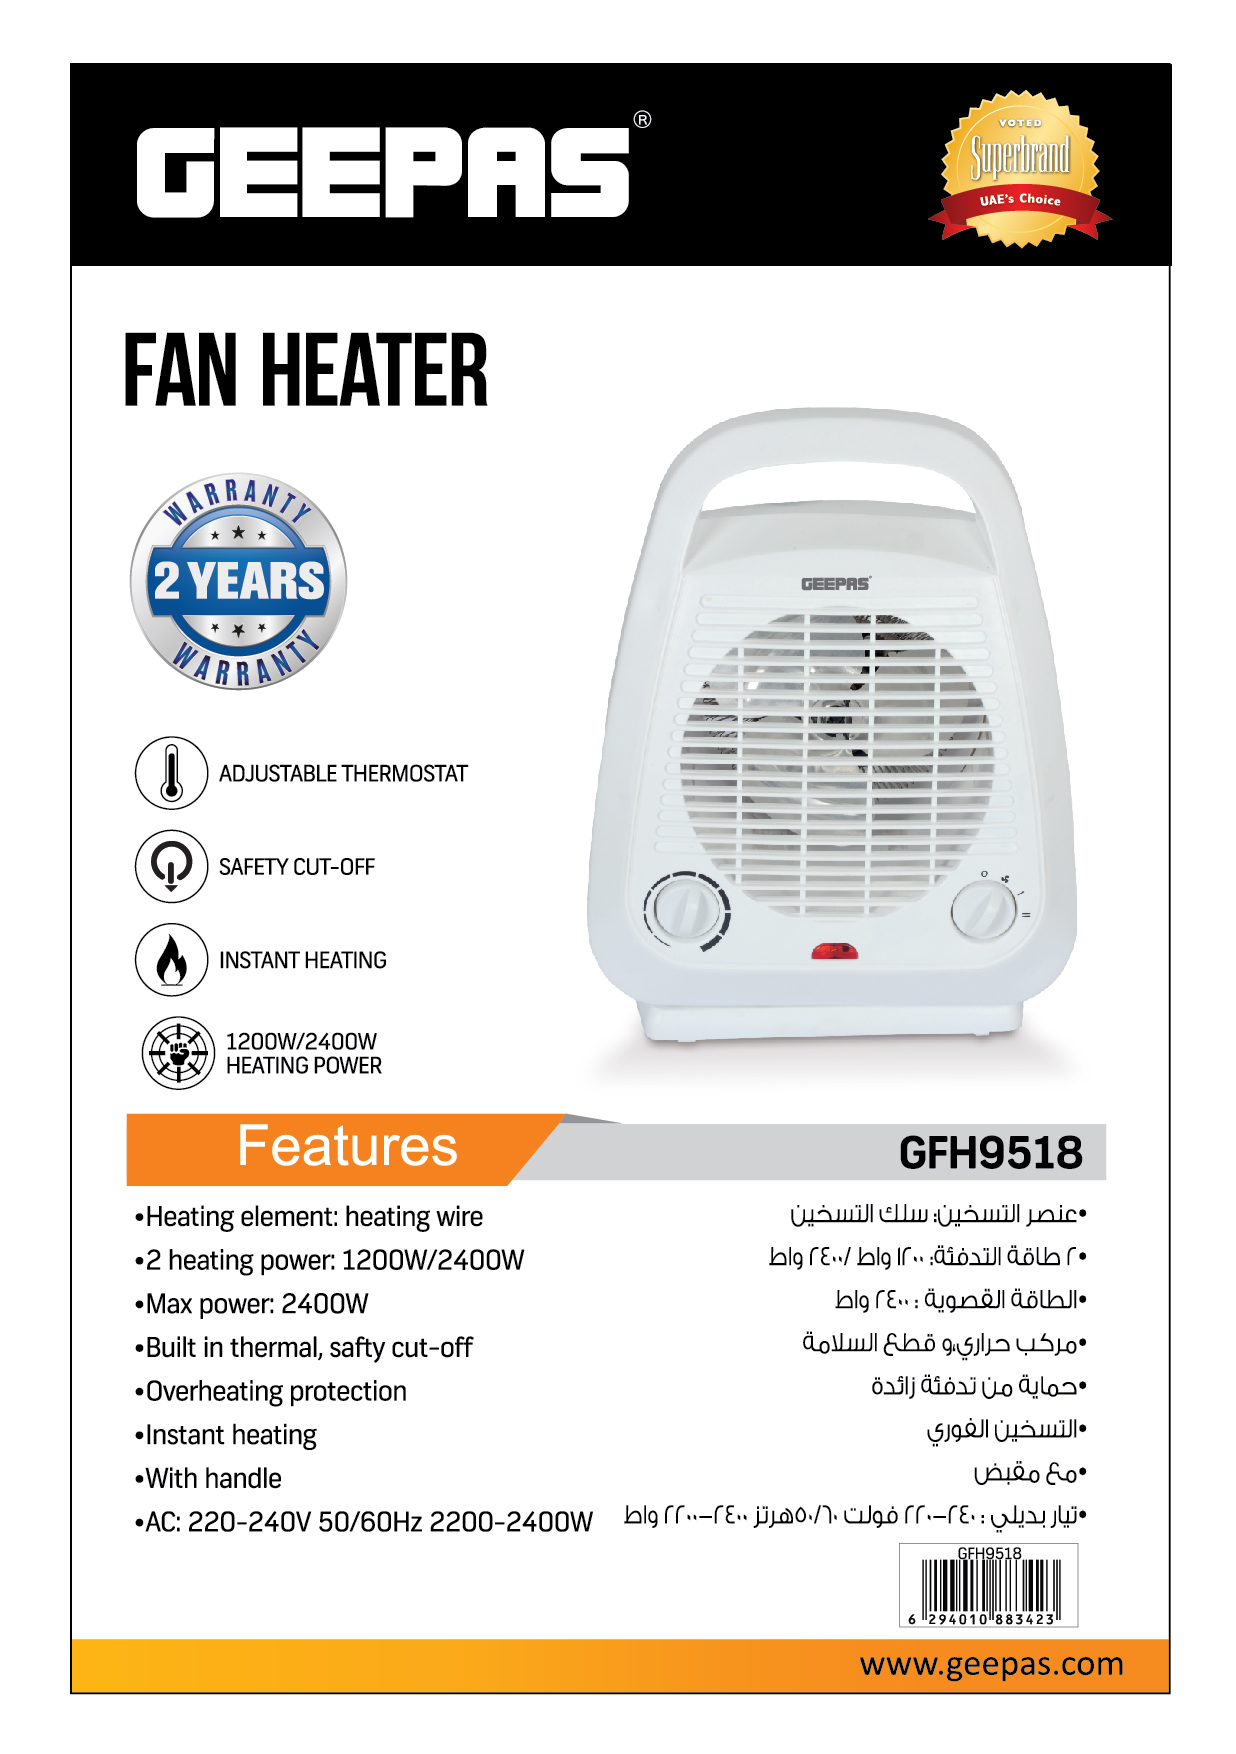 GEEPAS®
VOTED
Superbrand
UAE's Choice
FAN HEATER
WARRANTY
2 YEARS
WARRANTY
GEEPAS
ADJUSTABLE THERMOSTAT
SAFETY CUT-OFF
INSTANT HEATING
1200W/2400W
HEATING POWER
Features
GFH9518
•Heating element: heating wire
•2 heating power: 1200W/2400W
•Max power: 2400W
•Built in thermal, safty cut-off
•Overheating protection
•Instant heating
•With handle
•AC: 220-240V 50/60Hz 2200-2400W
•عنصر التسخين: سلك التسخين
•٢ طاقة التدفئة: ١٢٠٠ واط /٢٤٠٠ واط
•الطاقة القصوية : ٢٤٠٠ واط
•مركب حراري،و قطع السلامة
•حماية من تدفئة زائدة
•التسخين الفوري
•مع مقبض
•تيار بديلي : ٢٤٠-٢٢٠ فولت ٥٠/٦٠هرتز ٢٤٠٠-٢٢٠٠ واط
GFH9518
6 294010 883423
www.geepas.com